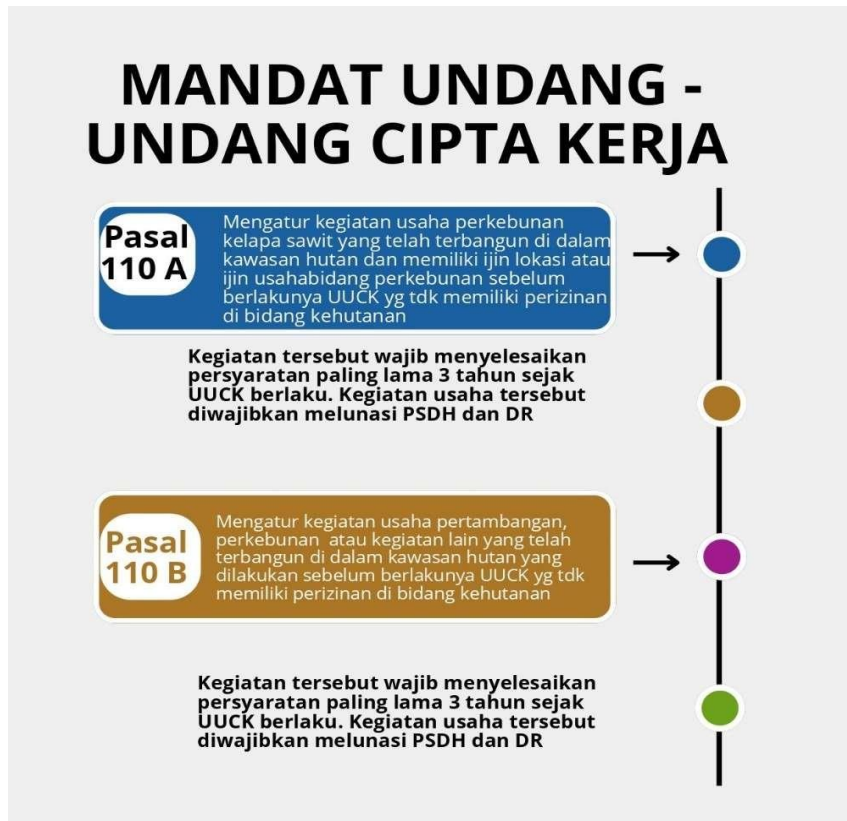 MANDAT UNDANG -
UNDANG CIPTA KERJA
Pasal
110 A
Mengatur kegiatan usaha perkebunan
kelapa sawit yang telah terbangun di dalam
kawasan hutan dan memiliki ijin lokasi atau
ijin usahabidang perkebunan sebelum
berlakunya UUCK yg tdk memiliki perizinan
di bidang kehutanan
Kegiatan tersebut wajib menyelesaikan
persyaratan paling lama 3 tahun sejak
UUCK berlaku. Kegiatan usaha tersebut
diwajibkan melunasi PSDH dan DR
Pasal
110 B
Mengatur kegiatan usaha pertambangan,
perkebunan atau kegiatan lain yang telah
terbangun di dalam kawasan hutan yang
dilakukan sebelum berlakunya UUCK yg tdk
memiliki perizinan di bidang kehutanan
Kegiatan tersebut wajib menyelesaikan
persyaratan paling lama 3 tahun sejak
UUCK berlaku. Kegiatan usaha tersebut
diwajibkan melunasi PSDH dan DR